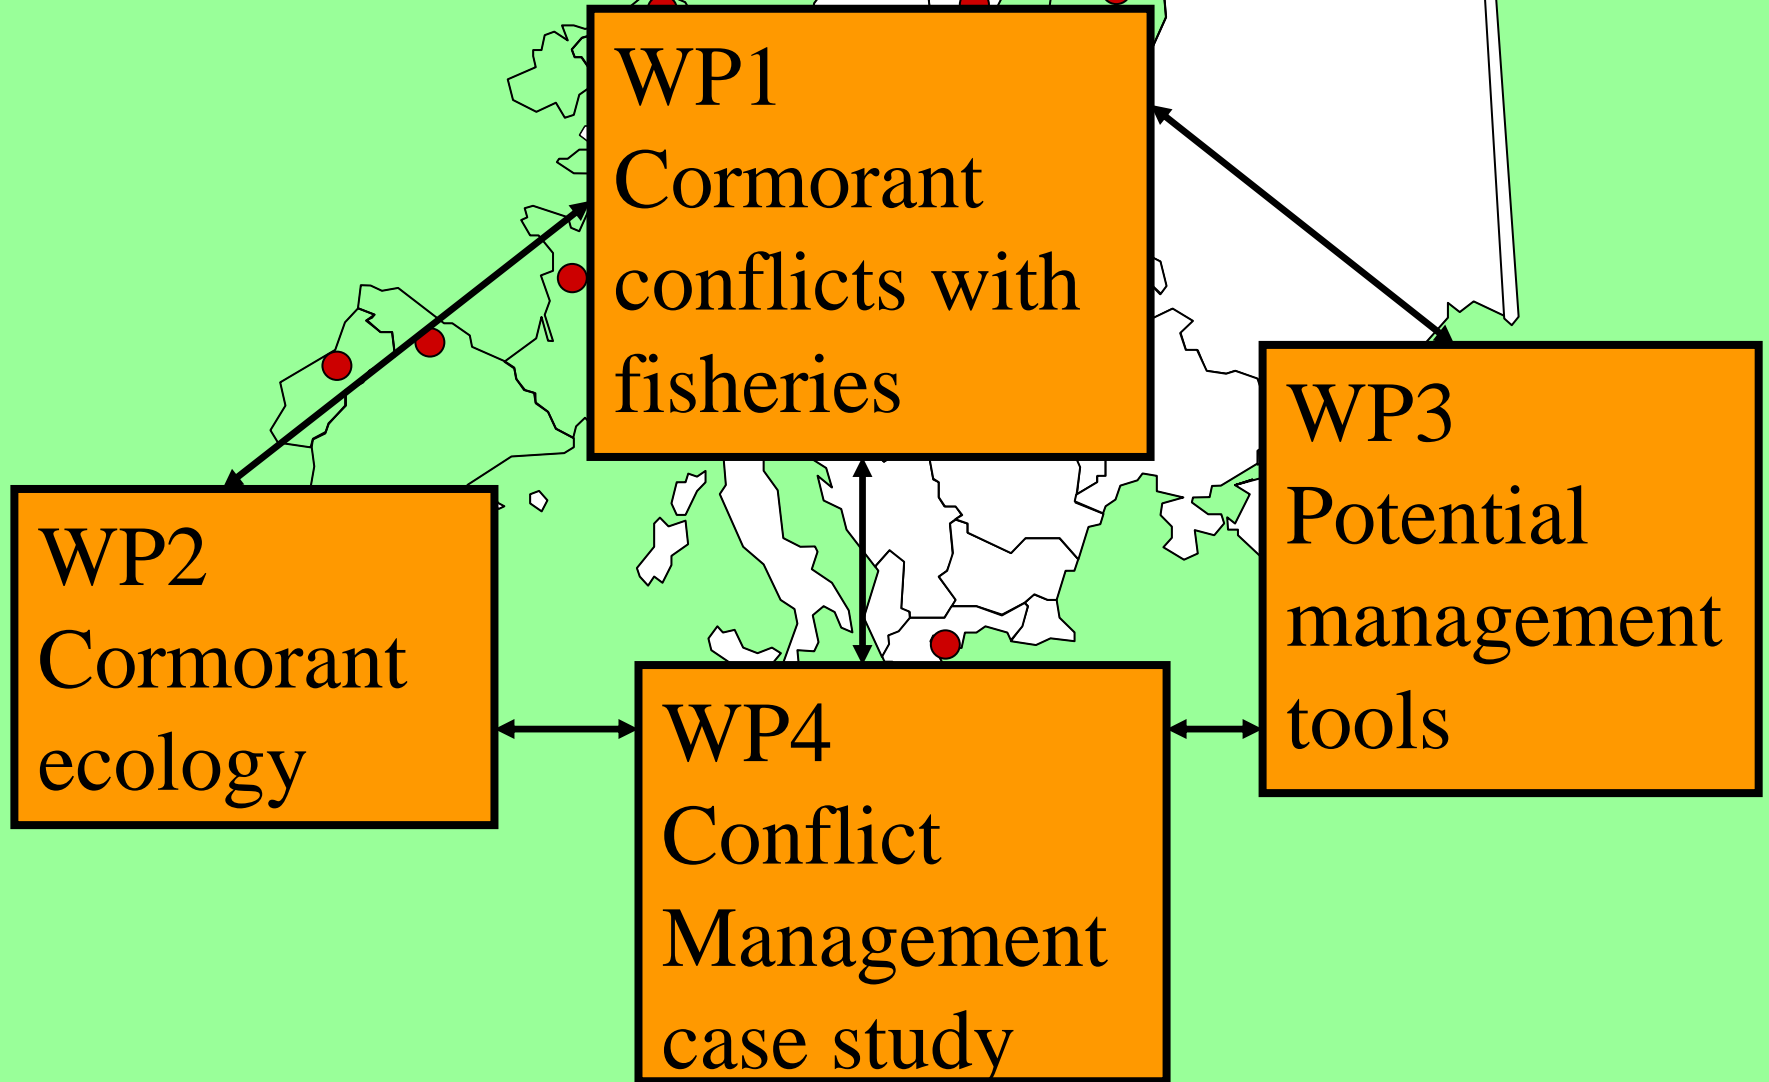 WP1
Cormorant
conflicts with
fisheries
WP2
Cormorant
ecology
WP3
Potential
management
tools
WP4
Conflict
Management
case study